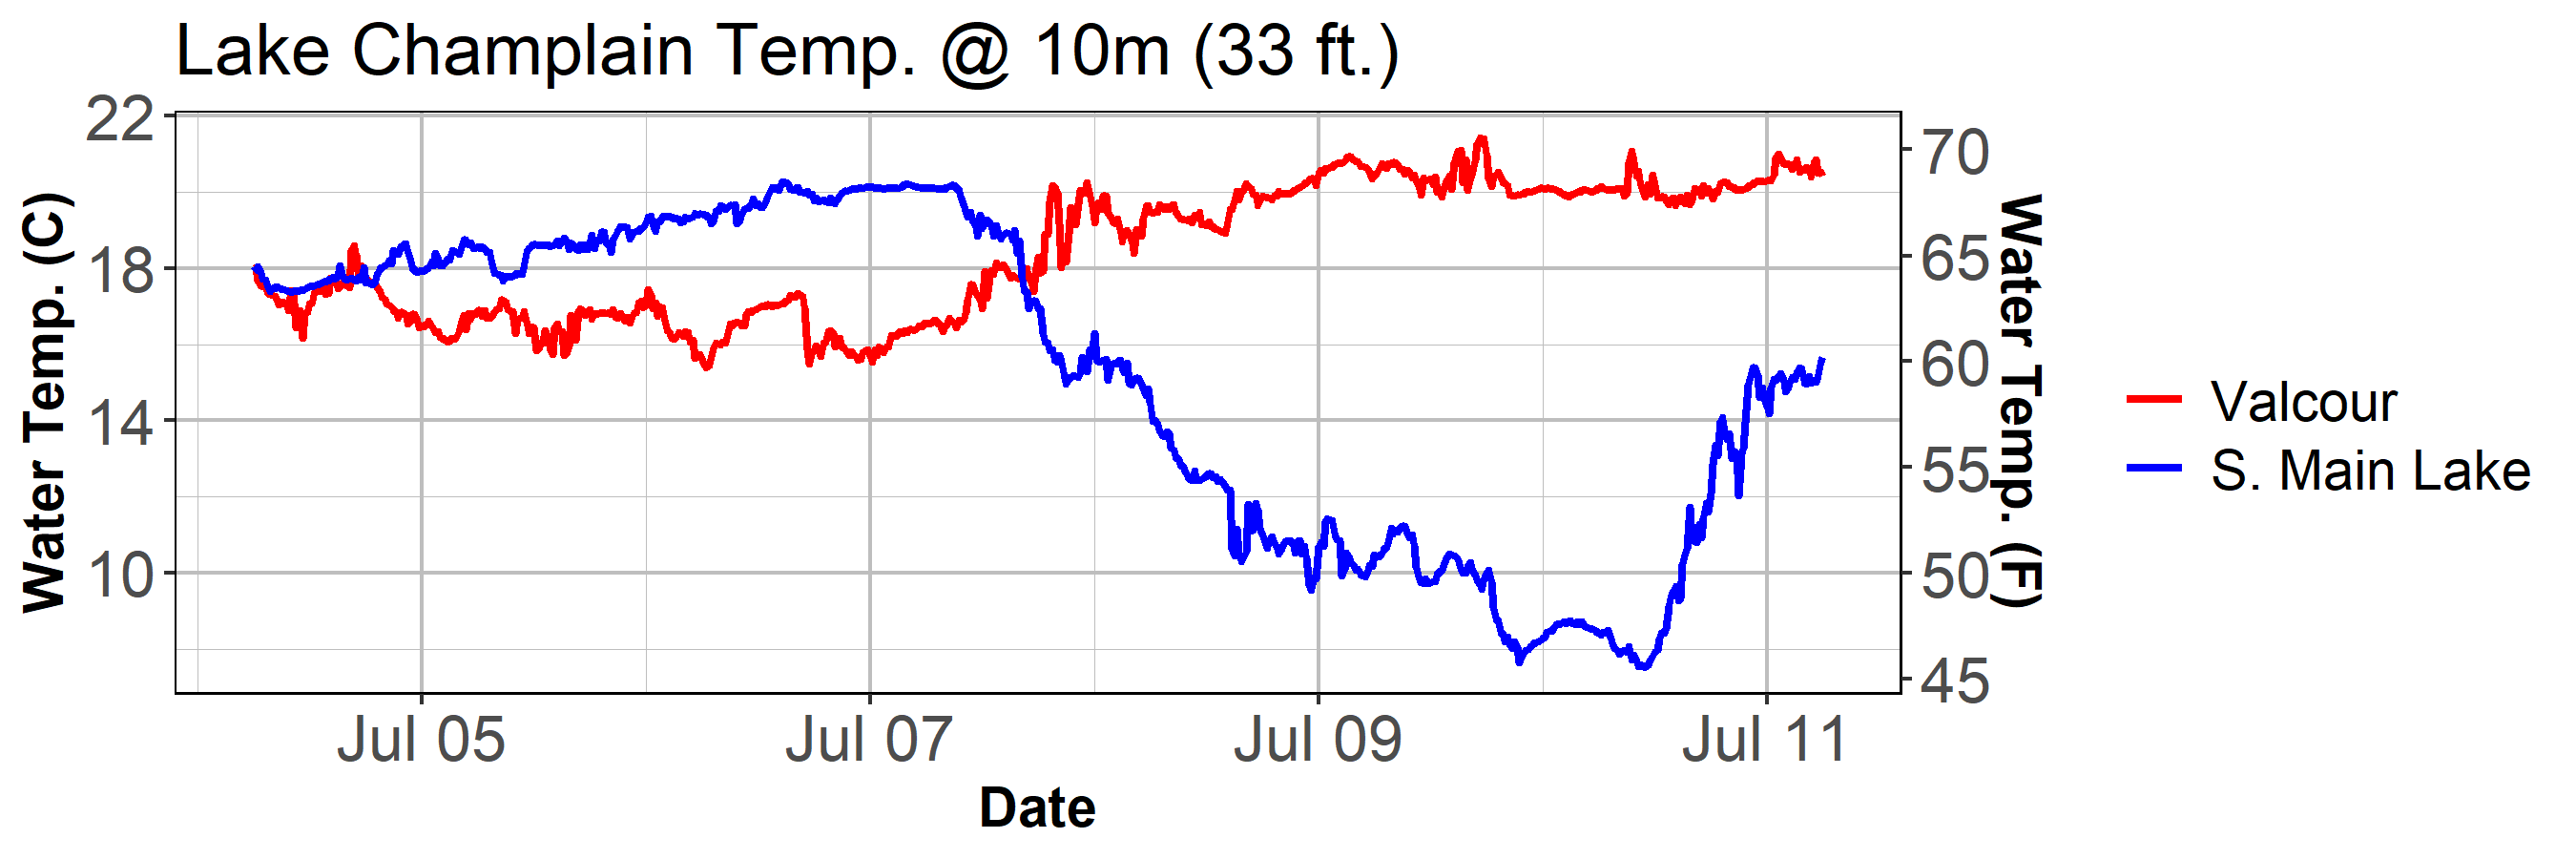 Lake Champlain Temp. @ 10m (33 ft.)
Water Temp. (C)
22
18
14
10
70
65
60
55
50
45
Water Temp. (F)
Jul 05 Jul 07 Jul 09 Jul 11
Date
Valcour
S. Main Lake